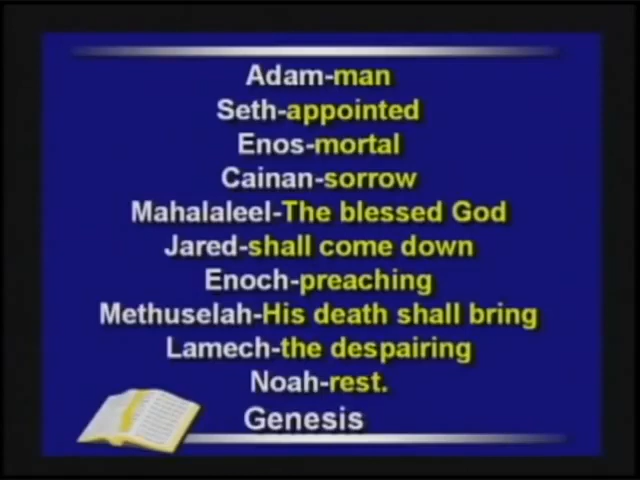 Adam-man
Seth-appointed
Enos-mortal
Cainan-sorrow
Mahalaleel-The blessed God
Jared-shall come down
Enoch-preaching
Methuselah-His death shall bring
Lamech-the despairing
Noah-rest.
Genesis